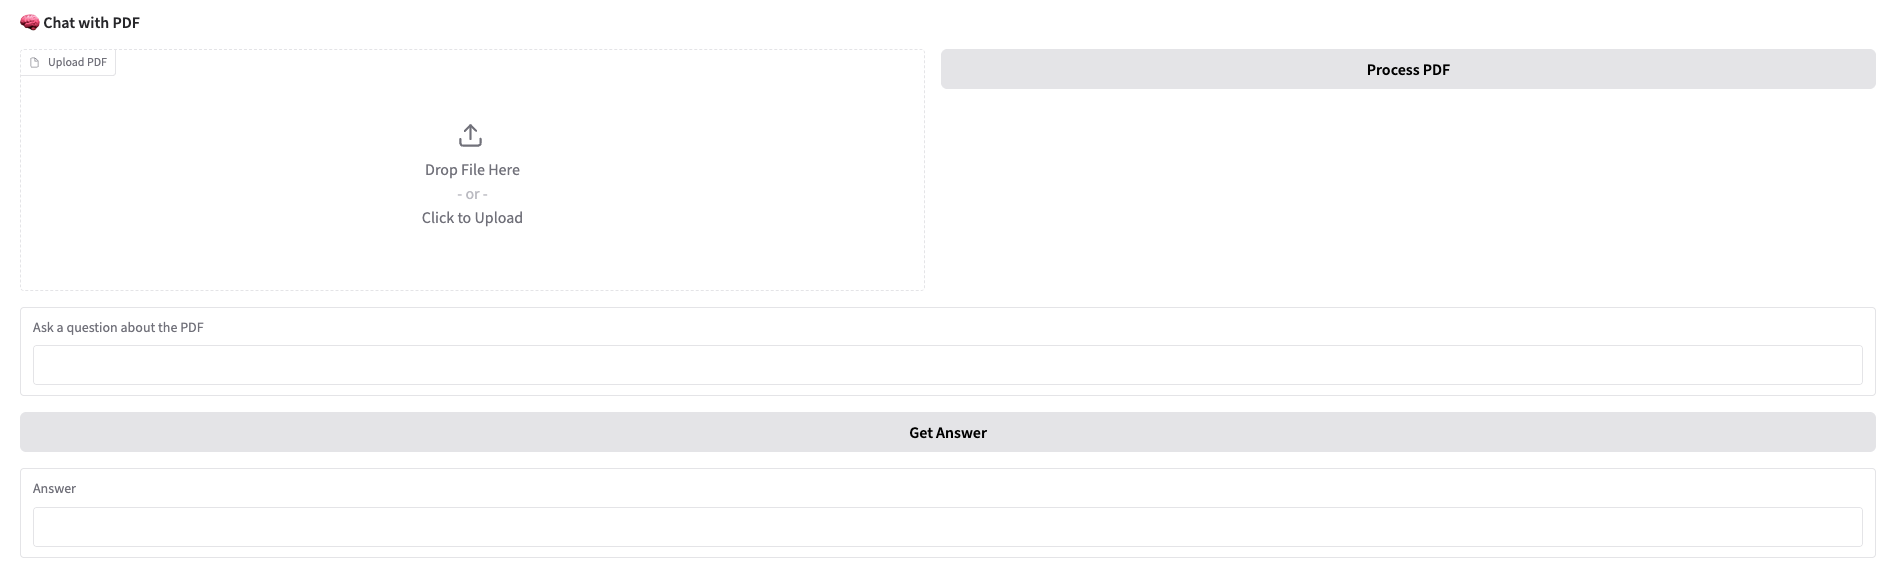 🧠 Chat with PDF
Upload PDF
Drop File Here
- or -
Click to Upload
Process PDF
Ask a question about the PDF
Get Answer
Answer